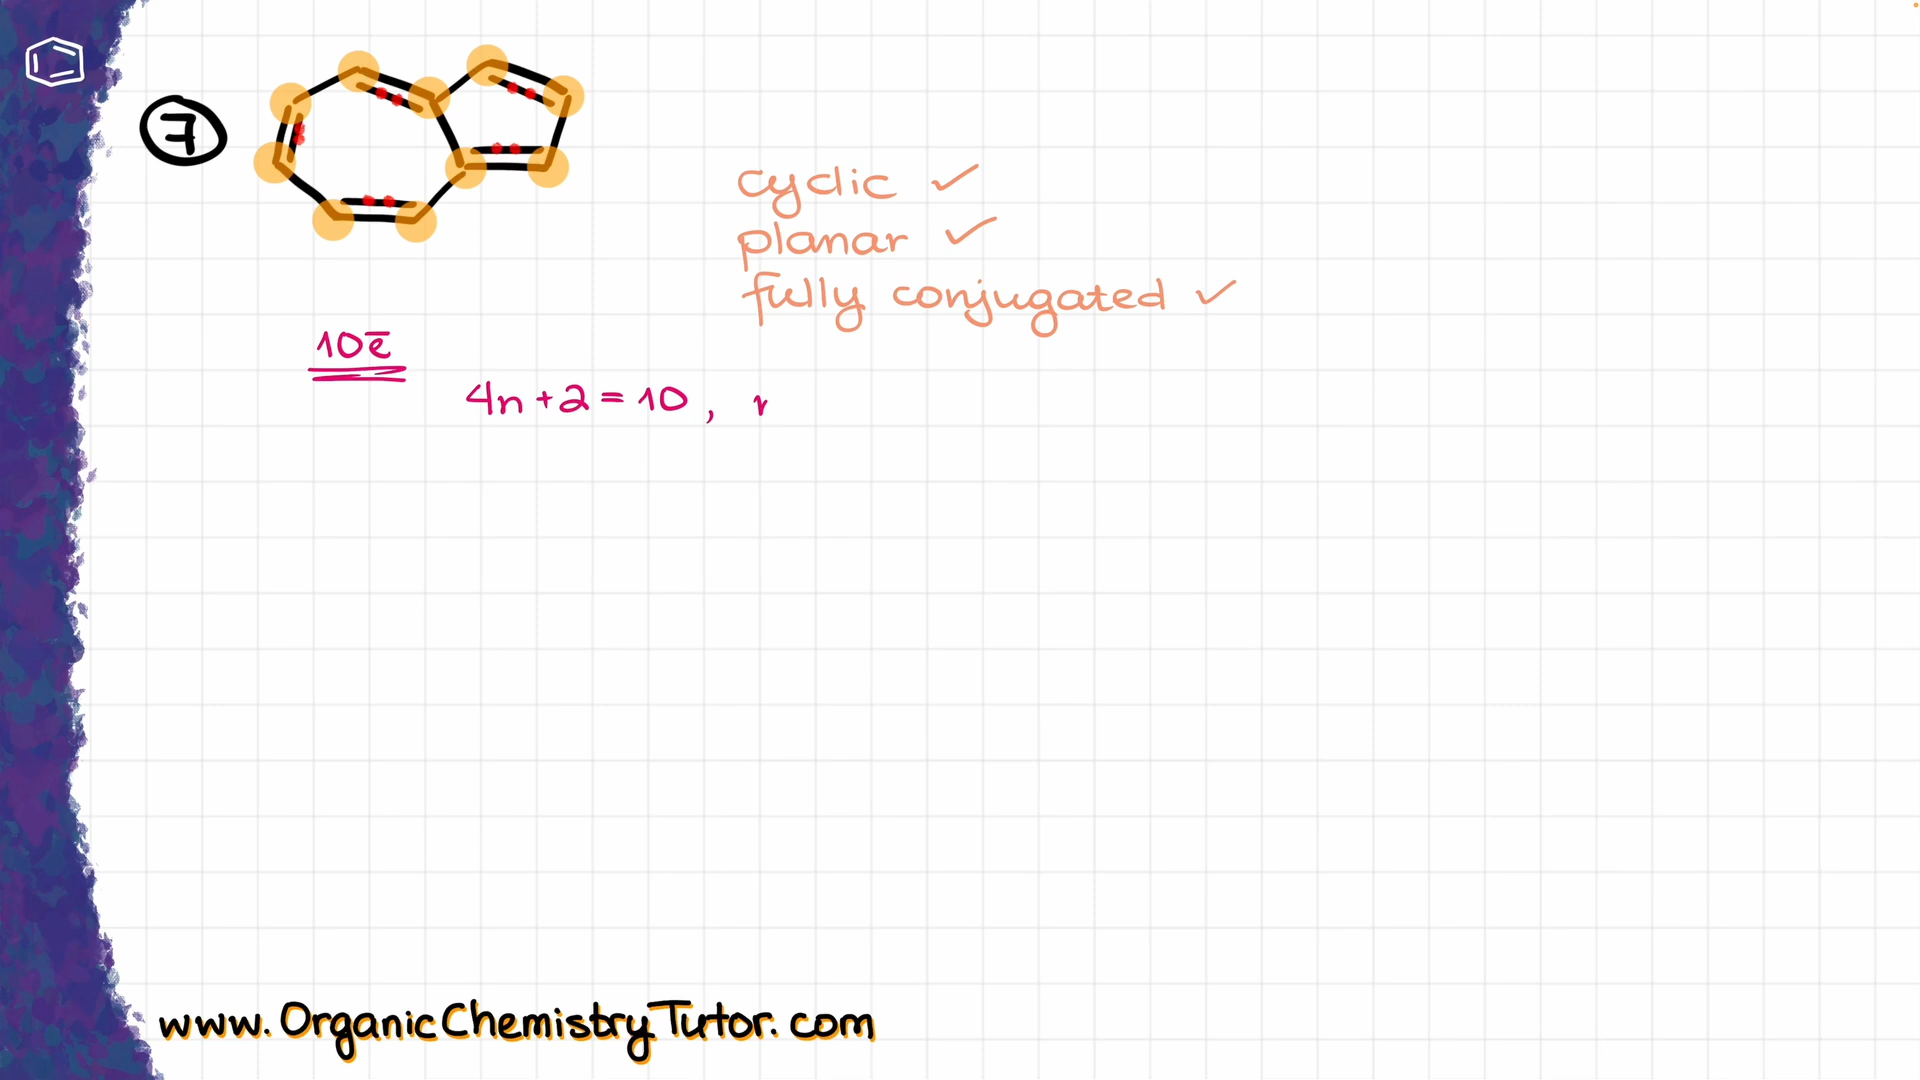 7
cyclic ✓
planar ✓
fully conjugated ✓
10ē
4n+2=10,
www.OrganicChemistryTutor.com